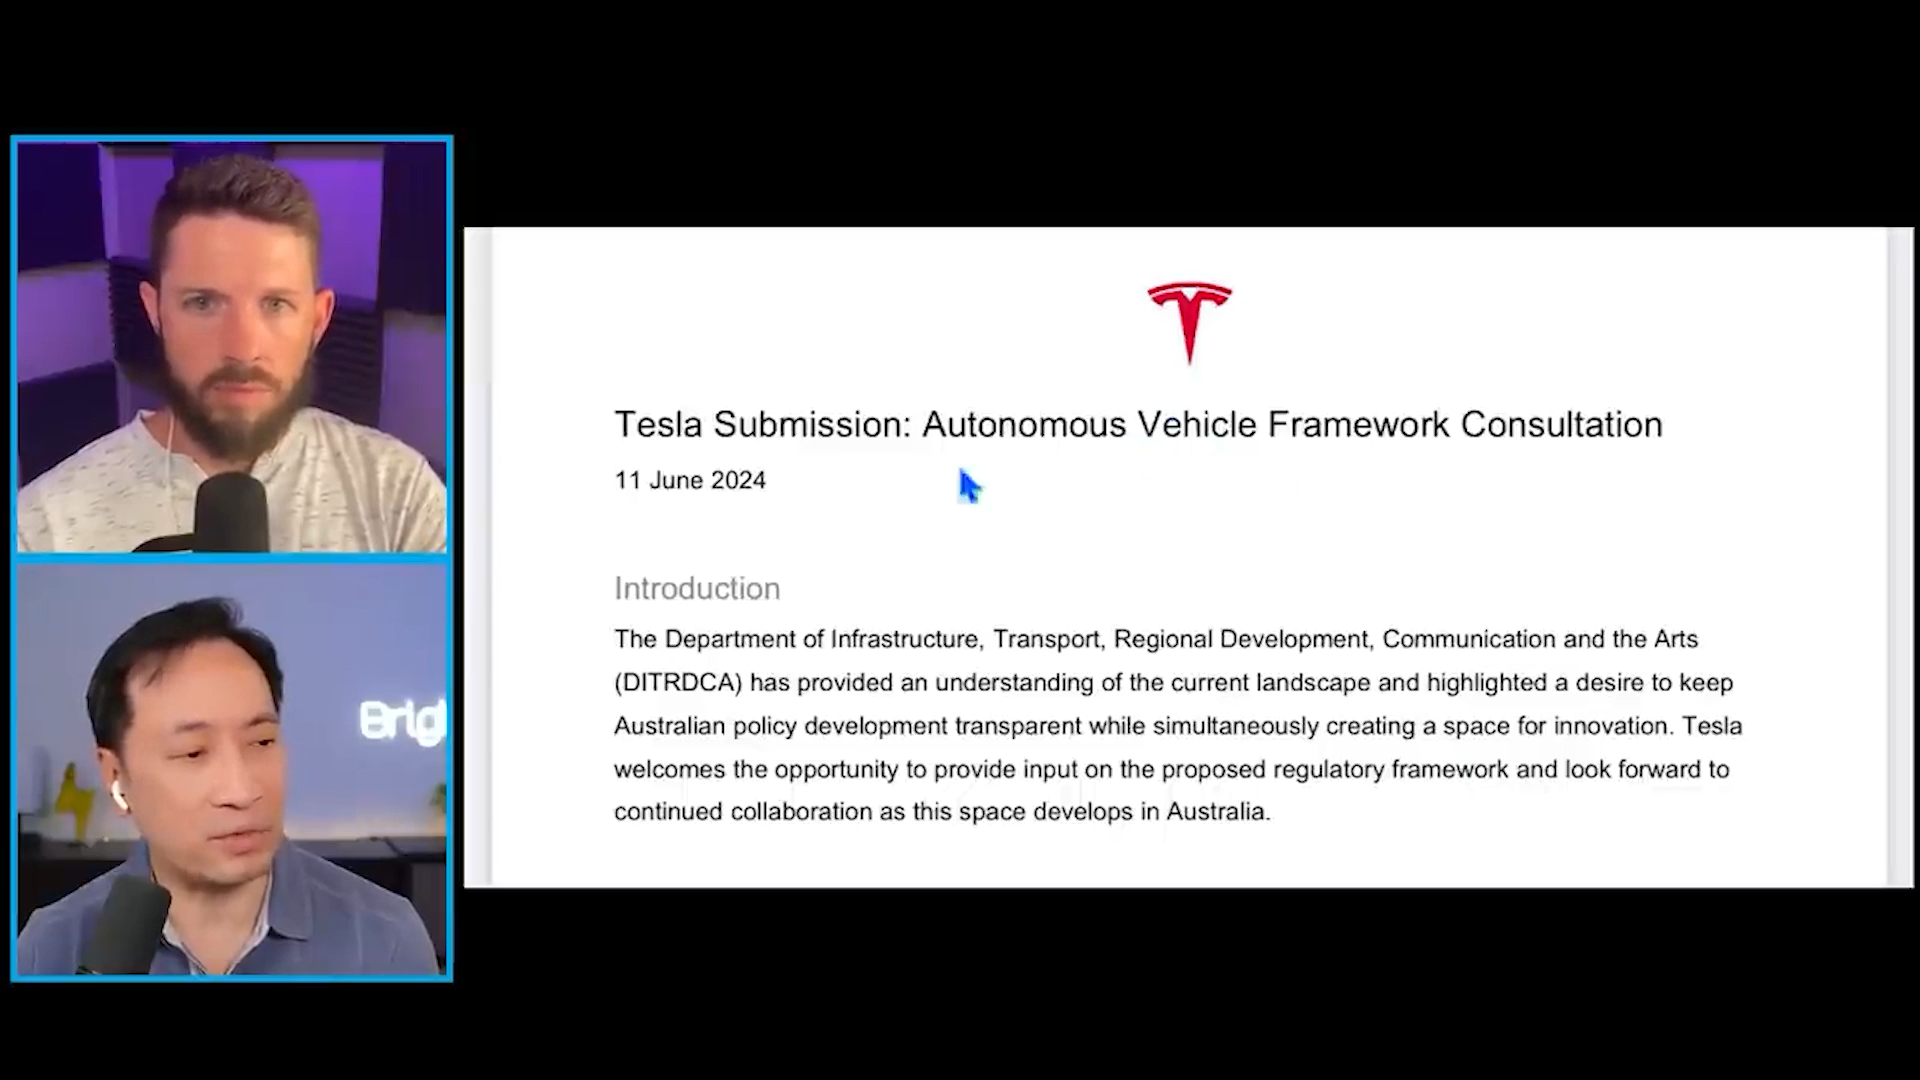 Tesla Submission: Autonomous Vehicle Framework Consultation
11 June 2024
Introduction
The Department of Infrastructure, Transport, Regional Development, Communication and the Arts
(DITRDCA) has provided an understanding of the current landscape and highlighted a desire to keep
Australian policy development transparent while simultaneously creating a space for innovation. Tesla
welcomes the opportunity to provide input on the proposed regulatory framework and look forward to
continued collaboration as this space develops in Australia.
Brig